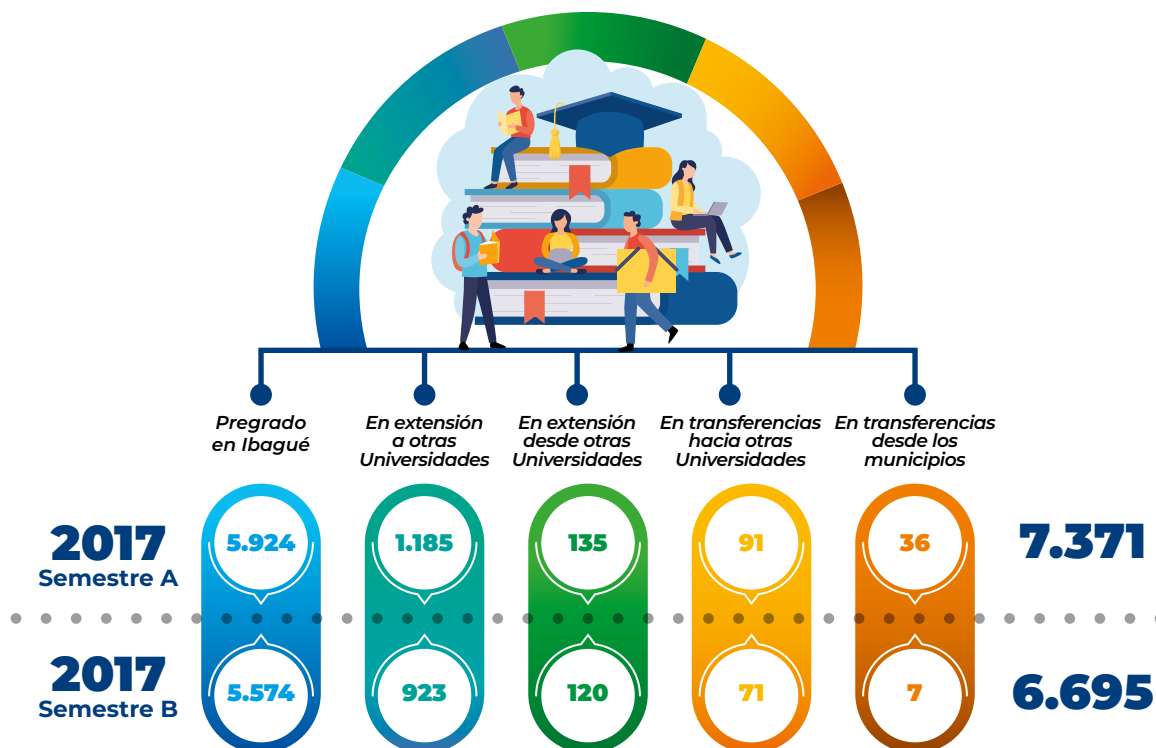 Pregrado
en Ibagué
En extensión
a otras
Universidades
En extensión
desde otras
Universidades
En transferencias
hacia otras
Universidades
En transferencias
desde los
municipios
2017
Semestre A
5.924
1.185
135
91
36
7.371
2017
Semestre B
5.574
923
120
71
7
6.695